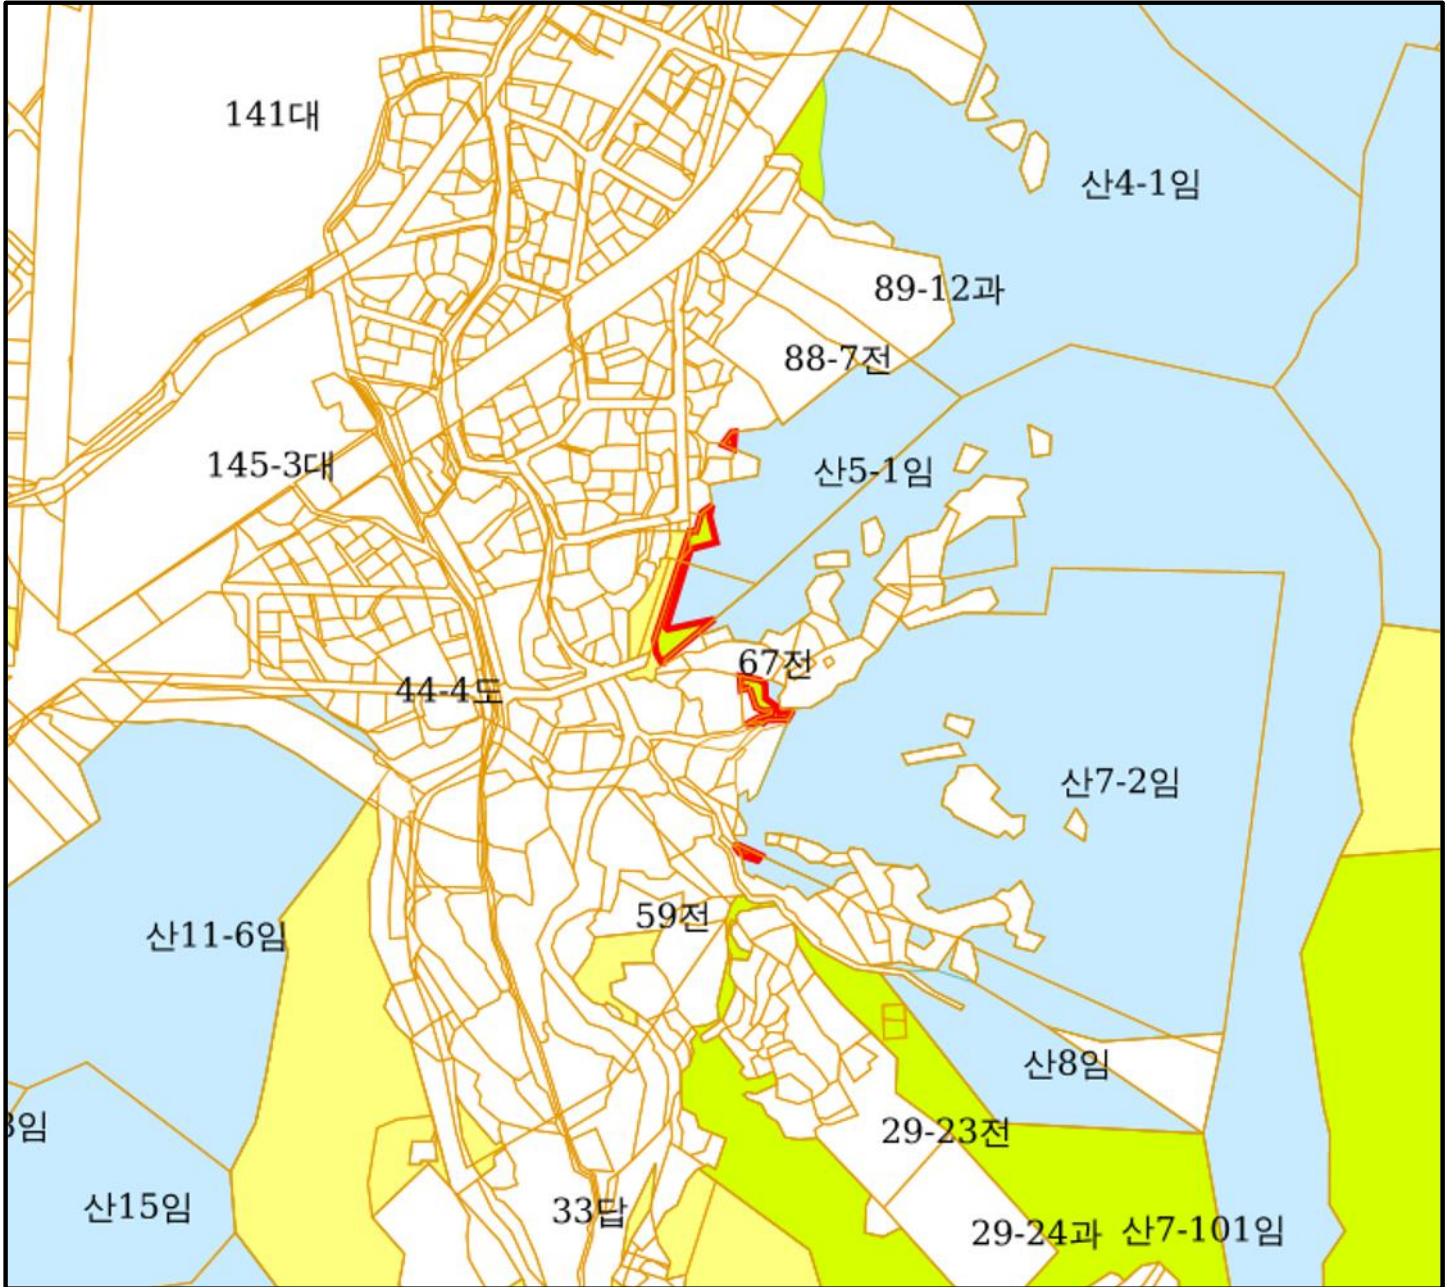 141대
산4-1임
89-12과
88-7전
145-3대
산5-1임
67전
44-4도
산7-2임
59전
산11-6임
산8임
3임
29-23전
산15임
33답
29-24과
산7-101임